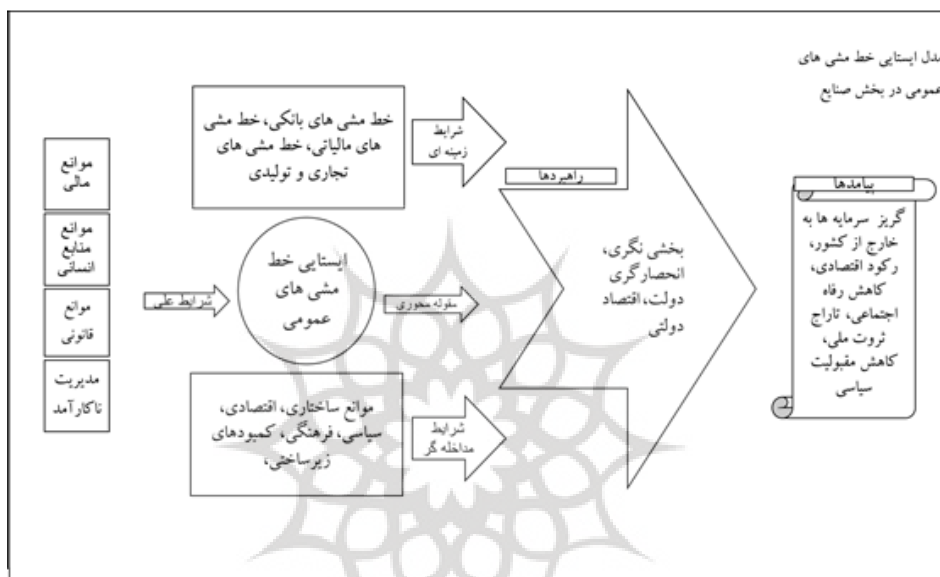 مدل ایستایی خط مشی های
عمومی در بخش صنایع
موانع
مالی
موانع
منابع
انسانی
موانع
قانونی
مدیریت
ناکارآمد
شرایط علی
خط مشی های بانکی، خط مشی
های مالیاتی، خط مشی های
تجاری و تولیدی
ایستایی خط
مشی های
عمومی
موانع ساختاری، اقتصادی،
سیاسی، فرهنگی، کمبودهای
زیرساختی،
شرایط
زمینه ای
مقوله محوری
شرایط
مداخله گر
راهبردها
بخشی نگری،
انحصارگری
دولت، اقتصاد
دولتی
پیامدها
گریز سرمایه ها به
خارج از کشور،
رکود اقتصادی،
کاهش رفاه
اجتماعی، تاراج
ثروت ملی،
کاهش مقبولیت
سیاسی